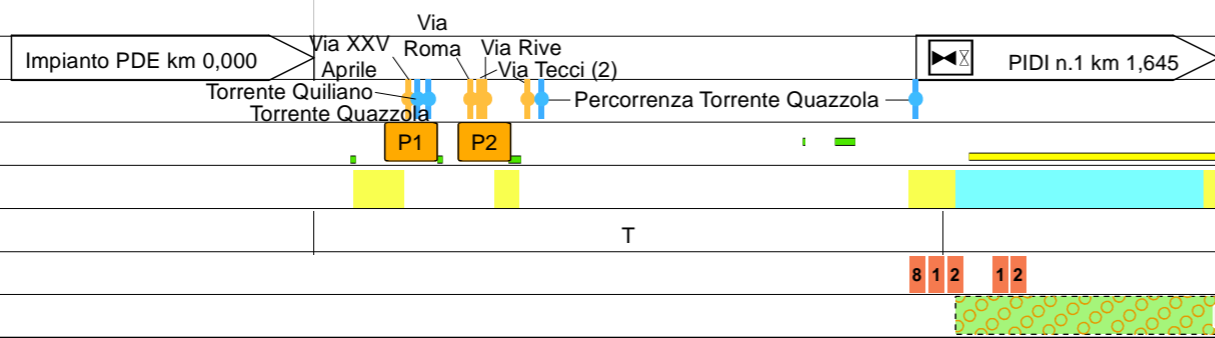 Impianto PDE km 0,000
Via XXV
Aprile
Via
Roma
Via Rive
Via Tecci (2)
PIDI n.1 km 1,645
Torrente Quiliano
Torrente Quazzola
Percorrenza Torrente Quazzola
P1
P2
T
8 1 2 1 2